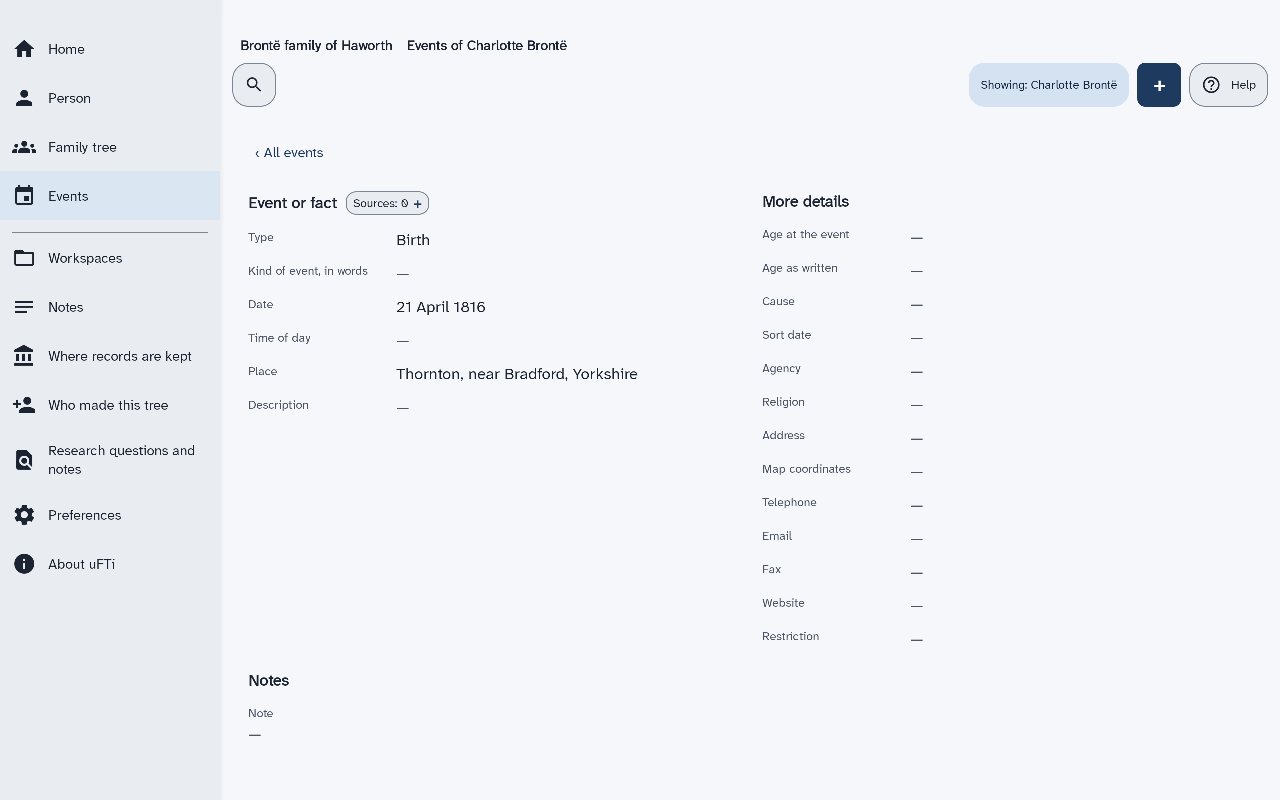 Home
Person
Family tree
Events
Workspaces
Notes
Where records are kept
Who made this tree
Research questions and
notes
Preferences
About uFTi
Brontë family of Haworth Events of Charlotte Brontë
Showing: Charlotte Brontë
+
Help
‹ All events
Event or fact
Sources: 0 +
Type
Birth
Kind of event, in words
—
Date
21 April 1816
Time of day
—
Place
Thornton, near Bradford, Yorkshire
Description
—
More details
Age at the event
—
Age as written
—
Cause
—
Sort date
—
Agency
—
Religion
—
Address
—
Map coordinates
—
Telephone
—
Email
—
Fax
—
Website
—
Restriction
—
Notes
Note
—